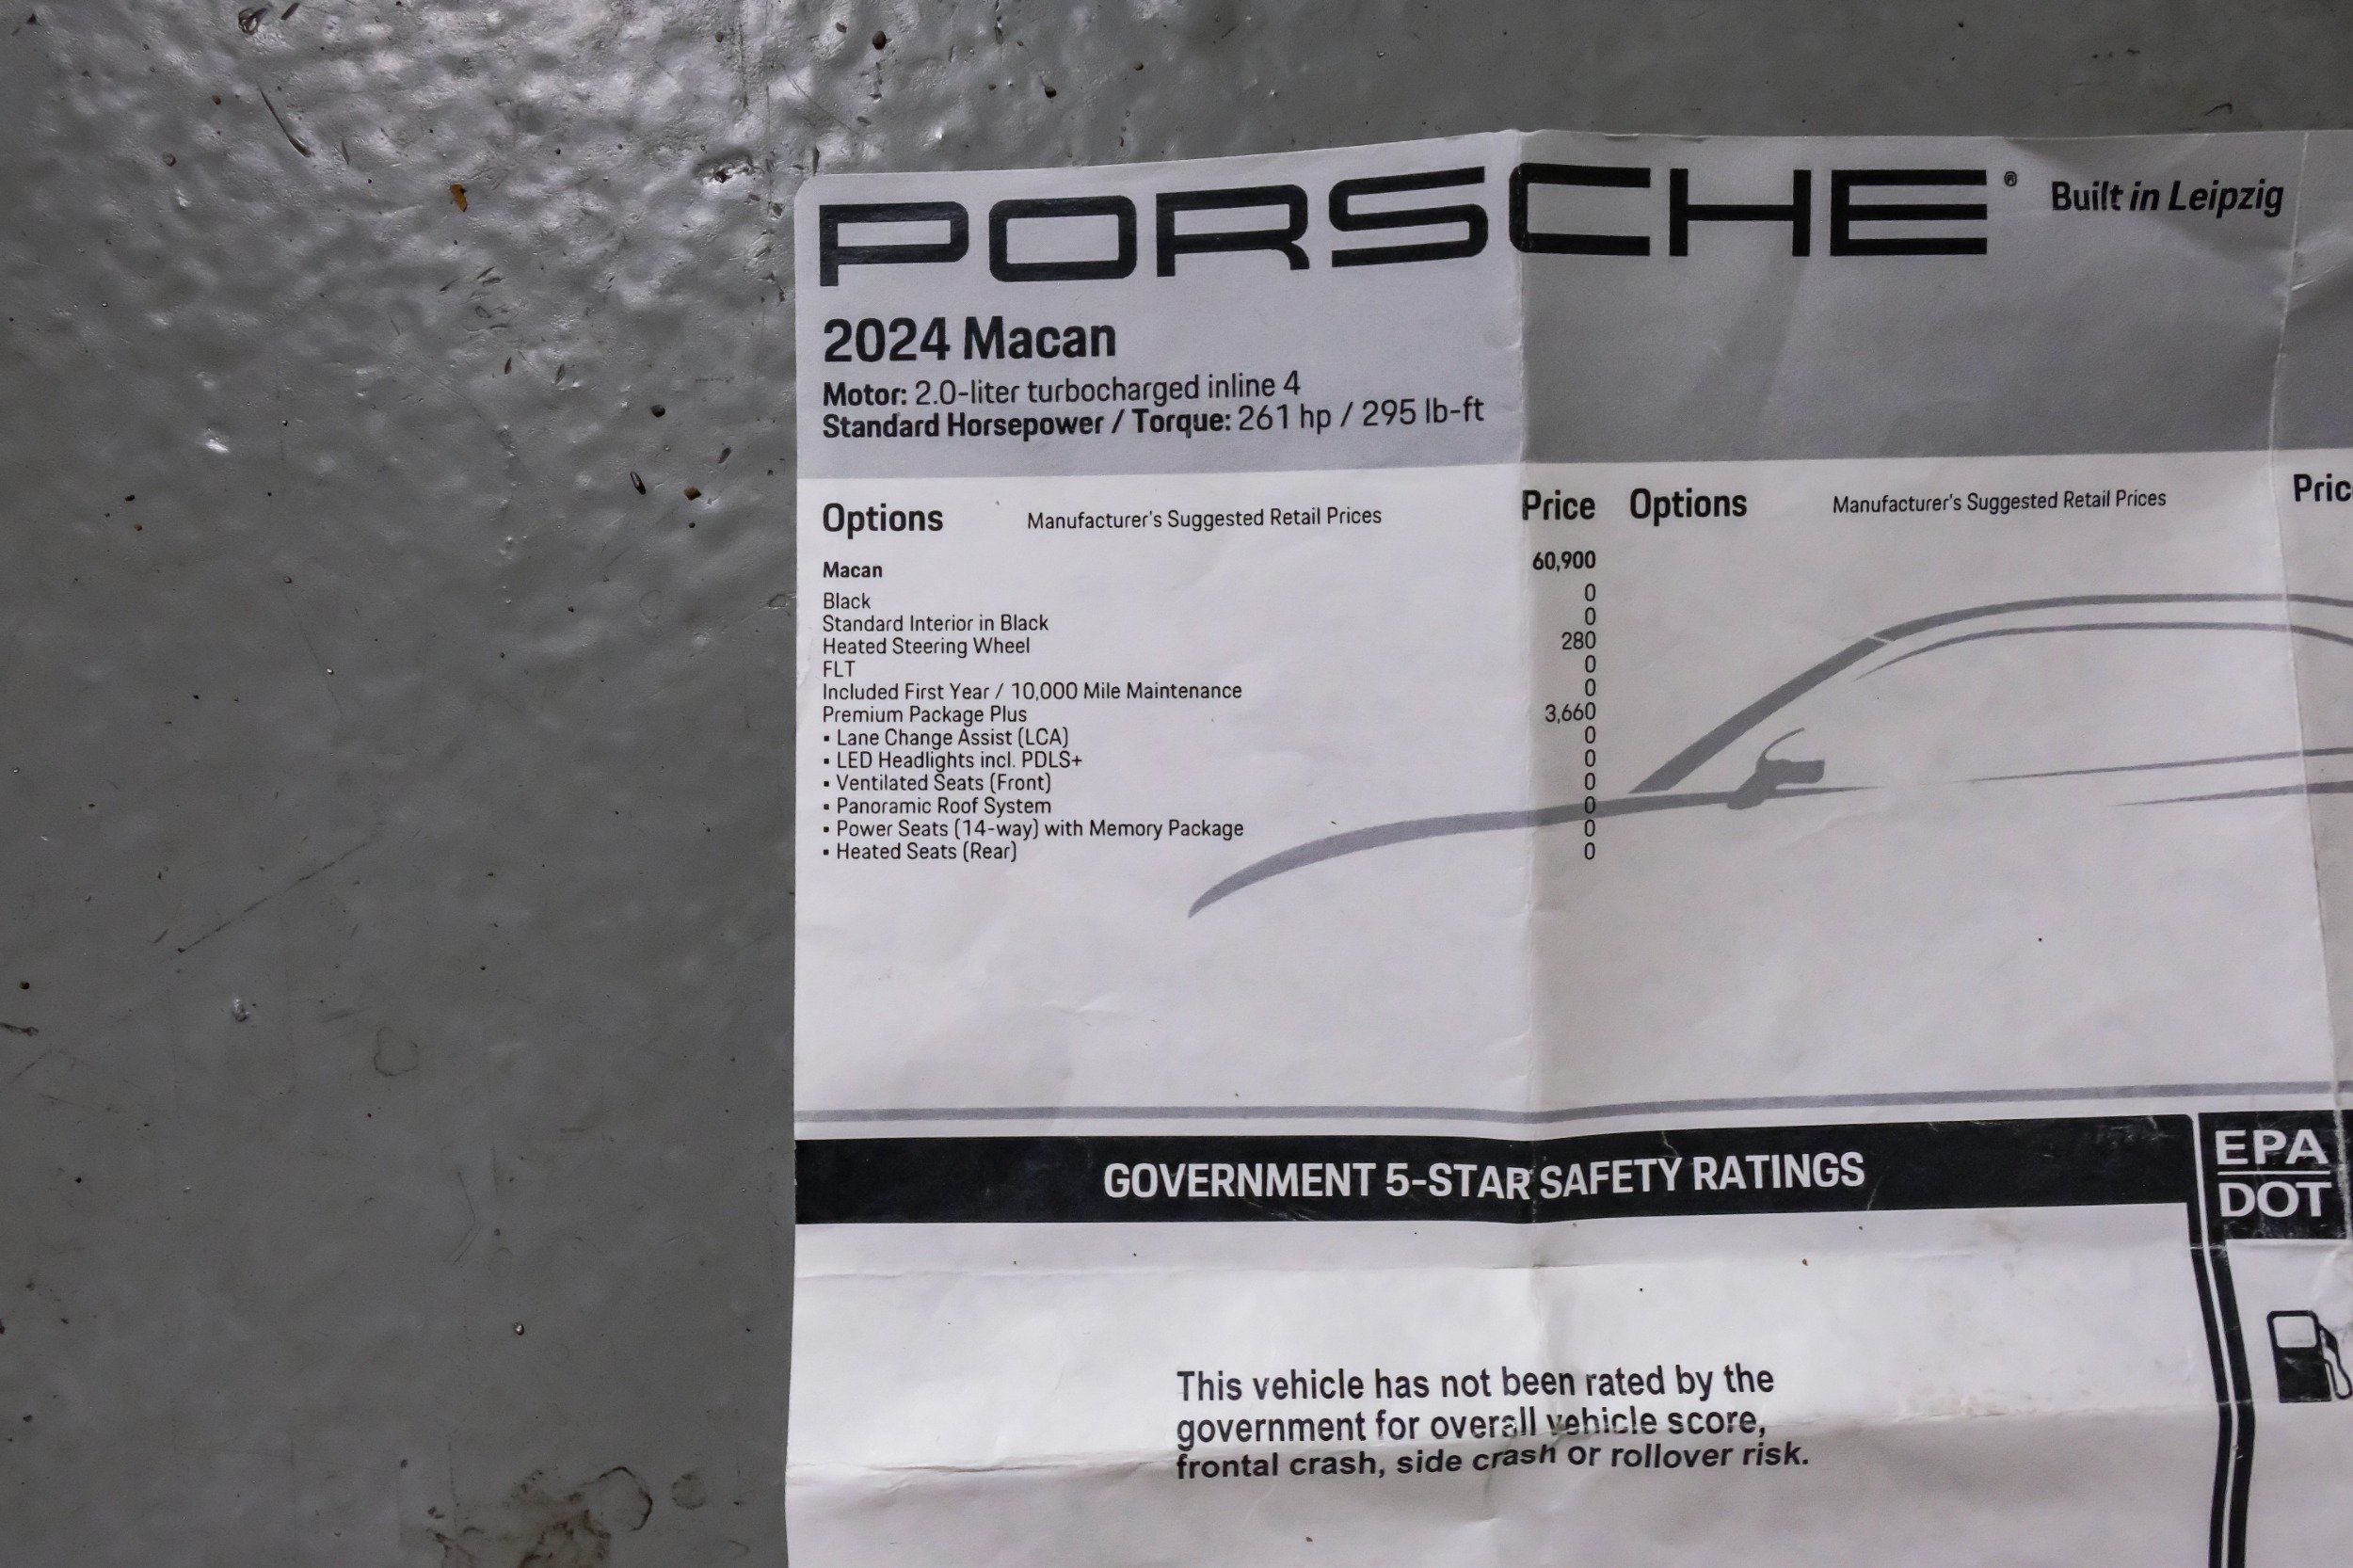 PORSCHE® Built in Leipzig
2024 Macan
Motor: 2.0-liter turbocharged inline 4
Standard Horsepower / Torque: 261 hp / 295 lb-ft
Options Manufacturer's Suggested Retail Prices Price Options Manufacturer's Suggested Retail Prices Pric
Macan 60,900
Black 0
Standard Interior in Black 0
Heated Steering Wheel 280
FLT 0
Included First Year / 10,000 Mile Maintenance 0
Premium Package Plus 3,660
▪ Lane Change Assist (LCA) 0
▪ LED Headlights incl. PDLS+ 0
▪ Ventilated Seats (Front) 0
▪ Panoramic Roof System 0
▪ Power Seats (14-way) with Memory Package 0
▪ Heated Seats (Rear) 0
GOVERNMENT 5-STAR SAFETY RATINGS
EPA
DOT
This vehicle has not been rated by the
government for overall vehicle score,
frontal crash, side crash or rollover risk.